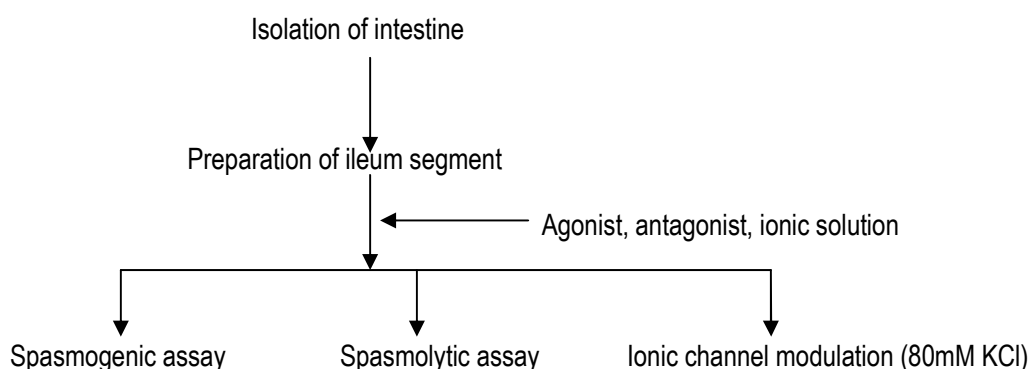 Isolation of intestine
Preparation of ileum segment
Agonist, antagonist, ionic solution
Spasmogenic assay
Spasmolytic assay
Ionic channel modulation (80mM KCl)